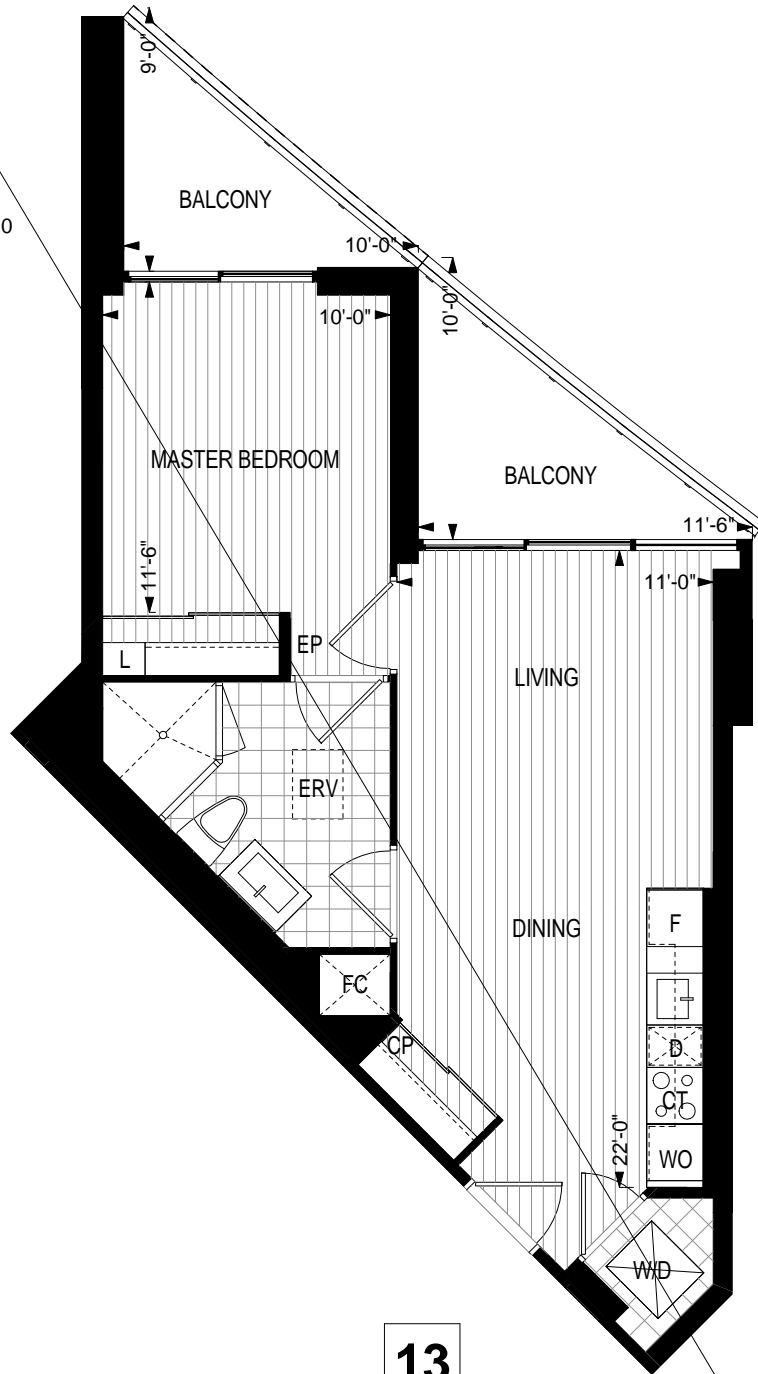 9'-0"
BALCONY
0
10'-0"
10'-0"
10'-0"
MASTER BEDROOM
BALCONY
11'-6"
11'-6"
11'-0"
EP
L
LIVING
ERV
F
DINING
FC
CP
D
CT
22'-0"
WO
W/D
13